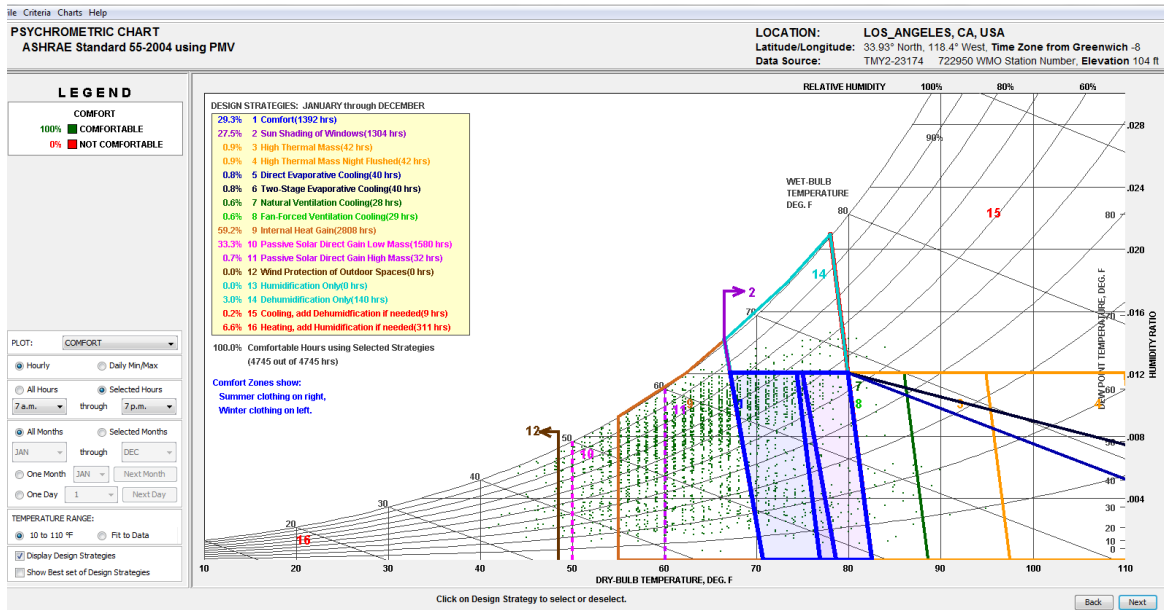 ile Criteria Charts Help
PSYCHROMETRIC CHART
ASHRAE Standard 55-2004 using PMV
LOCATION: LOS_ANGELES, CA, USA
Latitude/Longitude: 33.93° North, 118.4° West, Time Zone from Greenwich -8
Data Source: TMY2-23174 722950 WMO Station Number, Elevation 104 ft
LEGEND
COMFORT
100% COMFORTABLE
0% NOT COMFORTABLE
RELATIVE HUMIDITY 100% 80% 60%
90%
DESIGN STRATEGIES: JANUARY through DECEMBER
29.3% 1 Comfort(1392 hrs)
27.5% 2 Sun Shading of Windows(1304 hrs)
0.9% 3 High Thermal Mass(42 hrs)
0.9% 4 High Thermal Mass Night Flushed(42 hrs)
0.8% 5 Direct Evaporative Cooling(40 hrs)
0.8% 6 Two-Stage Evaporative Cooling(40 hrs)
0.6% 7 Natural Ventilation Cooling(28 hrs)
0.6% 8 Fan-Forced Ventilation Cooling(29 hrs)
59.2% 9 Internal Heat Gain(2808 hrs)
33.3% 10 Passive Solar Direct Gain Low Mass(1580 hrs)
0.7% 11 Passive Solar Direct Gain High Mass(32 hrs)
0.0% 12 Wind Protection of Outdoor Spaces(0 hrs)
0.0% 13 Humidification Only(0 hrs)
3.0% 14 Dehumidification Only(140 hrs)
0.2% 15 Cooling, add Dehumidification if needed(9 hrs)
6.6% 16 Heating, add Humidification if needed(311 hrs)
100.0% Comfortable Hours using Selected Strategies
(4745 out of 4745 hrs)
Comfort Zones show:
Summer clothing on right,
Winter clothing on left.
WET-BULB
TEMPERATURE
DEG. F
80
70
60
50
40
30
20
2
7
8
9
10
11
12
14
15
16
.028
.024
.020
.016
.012
.008
.004
HUMIDITY RATIO
DEW POINT TEMPERATURE, DEG. F
80
70
60
50
40
30
20
10
0
10 20 30 40 50 60 70 80 90 100 110
DRY-BULB TEMPERATURE, DEG. F
PLOT: COMFORT
Hourly Daily Min/Max
All Hours Selected Hours
7 a.m. through 7 p.m.
All Months Selected Months
JAN through DEC
One Month JAN Next Month
One Day 1 Next Day
TEMPERATURE RANGE:
10 to 110 °F Fit to Data
Display Design Strategies
Show Best set of Design Strategies
Click on Design Strategy to select or deselect.
Back Next